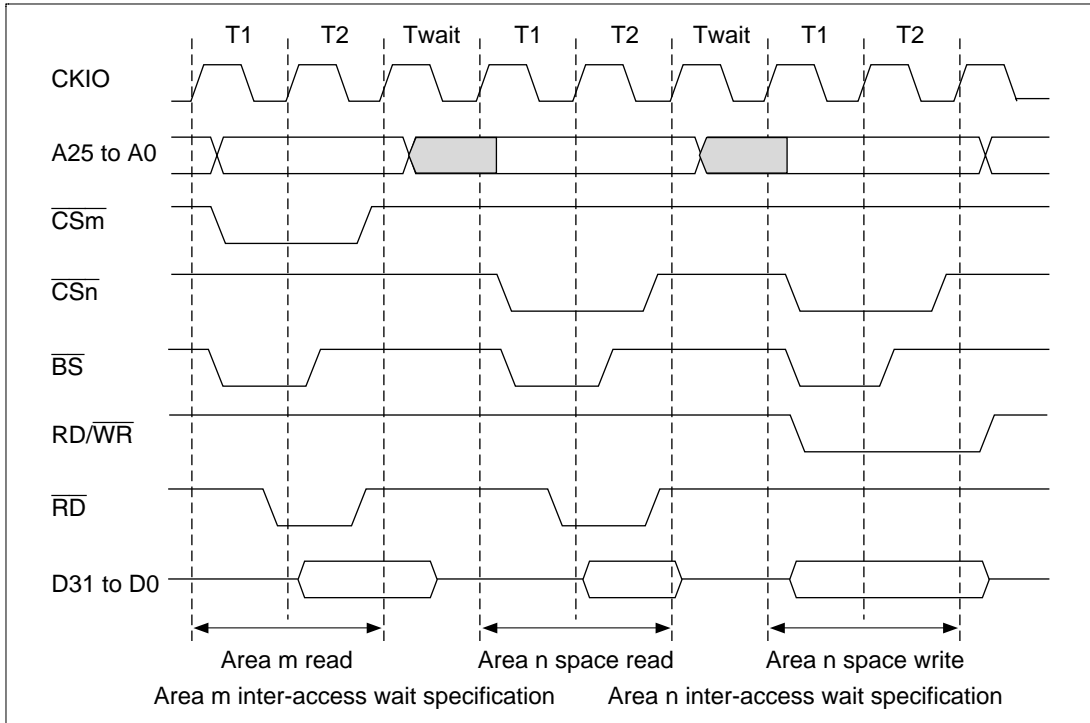 T1 T2 Twait T1 T2 Twait T1 T2
CKIO
A25 to A0
CSm
CSn
BS
RD/WR
RD
D31 to D0
Area m read Area n space read Area n space write
Area m inter-access wait specification Area n inter-access wait specification